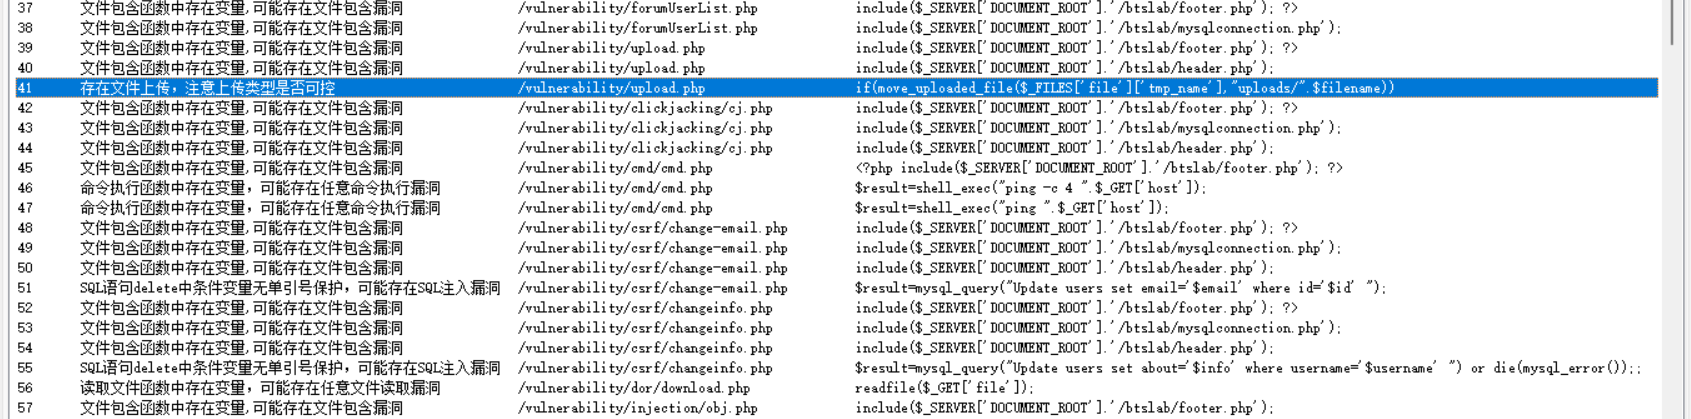 37 文件包含函数中存在变量,可能存在文件包含漏洞 /vulnerability/forumUserList.php include($_SERVER['DOCUMENT_ROOT'].'/btslab/footer.php'); ?>
38 文件包含函数中存在变量,可能存在文件包含漏洞 /vulnerability/forumUserList.php include($_SERVER['DOCUMENT_ROOT'].'/btslab/mysqlconnection.php');
39 文件包含函数中存在变量,可能存在文件包含漏洞 /vulnerability/upload.php include($_SERVER['DOCUMENT_ROOT'].'/btslab/footer.php'); ?>
40 文件包含函数中存在变量,可能存在文件包含漏洞 /vulnerability/upload.php include($_SERVER['DOCUMENT_ROOT'].'/btslab/header.php');
41 存在文件上传，注意上传类型是否可控 /vulnerability/upload.php if(move_uploaded_file($_FILES['file']['tmp_name'],"uploads/".$filename))
42 文件包含函数中存在变量,可能存在文件包含漏洞 /vulnerability/clickjacking/cj.php include($_SERVER['DOCUMENT_ROOT'].'/btslab/footer.php'); ?>
43 文件包含函数中存在变量,可能存在文件包含漏洞 /vulnerability/clickjacking/cj.php include($_SERVER['DOCUMENT_ROOT'].'/btslab/mysqlconnection.php');
44 文件包含函数中存在变量,可能存在文件包含漏洞 /vulnerability/clickjacking/cj.php include($_SERVER['DOCUMENT_ROOT'].'/btslab/header.php');
45 文件包含函数中存在变量,可能存在文件包含漏洞 /vulnerability/cmd/cmd.php <?php include($_SERVER['DOCUMENT_ROOT'].'/btslab/footer.php'); ?>
46 命令执行函数中存在变量，可能存在任意命令执行漏洞 /vulnerability/cmd/cmd.php $result=shell_exec("ping -c 4 ".$_GET['host']);
47 命令执行函数中存在变量，可能存在任意命令执行漏洞 /vulnerability/cmd/cmd.php $result=shell_exec("ping ".$_GET['host']);
48 文件包含函数中存在变量,可能存在文件包含漏洞 /vulnerability/csrf/change-email.php include($_SERVER['DOCUMENT_ROOT'].'/btslab/footer.php'); ?>
49 文件包含函数中存在变量,可能存在文件包含漏洞 /vulnerability/csrf/change-email.php include($_SERVER['DOCUMENT_ROOT'].'/btslab/mysqlconnection.php');
50 文件包含函数中存在变量,可能存在文件包含漏洞 /vulnerability/csrf/change-email.php include($_SERVER['DOCUMENT_ROOT'].'/btslab/header.php');
51 SQL语句delete中条件变量无单引号保护，可能存在SQL注入漏洞 /vulnerability/csrf/change-email.php $result=mysql_query("Update users set email='$email' where id='$id' ");
52 文件包含函数中存在变量,可能存在文件包含漏洞 /vulnerability/csrf/changeinfo.php include($_SERVER['DOCUMENT_ROOT'].'/btslab/footer.php'); ?>
53 文件包含函数中存在变量,可能存在文件包含漏洞 /vulnerability/csrf/changeinfo.php include($_SERVER['DOCUMENT_ROOT'].'/btslab/mysqlconnection.php');
54 文件包含函数中存在变量,可能存在文件包含漏洞 /vulnerability/csrf/changeinfo.php include($_SERVER['DOCUMENT_ROOT'].'/btslab/header.php');
55 SQL语句delete中条件变量无单引号保护，可能存在SQL注入漏洞 /vulnerability/csrf/changeinfo.php $result=mysql_query("Update users set about='$info' where username='$username' ") or die(mysql_error());;
56 读取文件函数中存在变量，可能存在任意文件读取漏洞 /vulnerability/dor/download.php readfile($_GET['file']);
57 文件包含函数中存在变量,可能存在文件包含漏洞 /vulnerability/injection/obj.php include($_SERVER['DOCUMENT_ROOT'].'/btslab/footer.php');